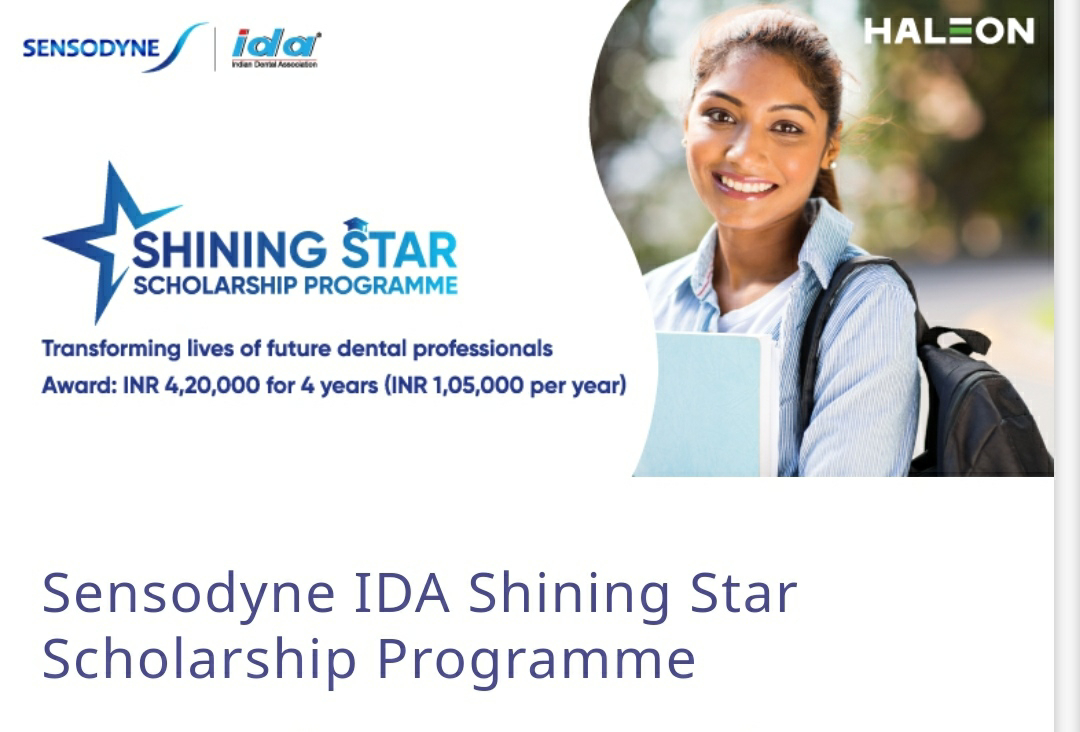 SENSODYNE
ida
Indian Dental Association
HALEON
SHINING STAR
SCHOLARSHIP PROGRAMME
Transforming lives of future dental professionals
Award: INR 4,20,000 for 4 years (INR 1,05,000 per year)
Sensodyne IDA Shining Star
Scholarship Programme